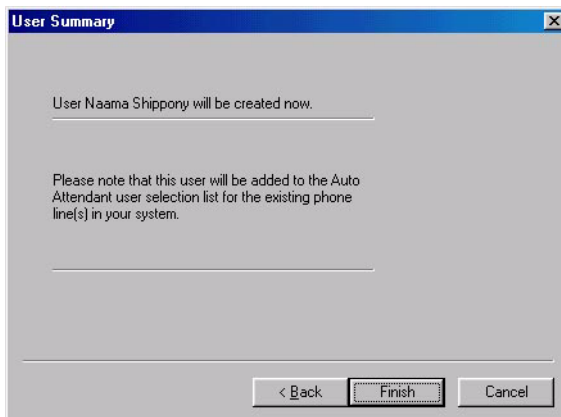 User Summary
User Naama Shippony will be created now.
Please note that this user will be added to the Auto
Attendant user selection list for the existing phone
line(s) in your system.
< Back
Finish
Cancel